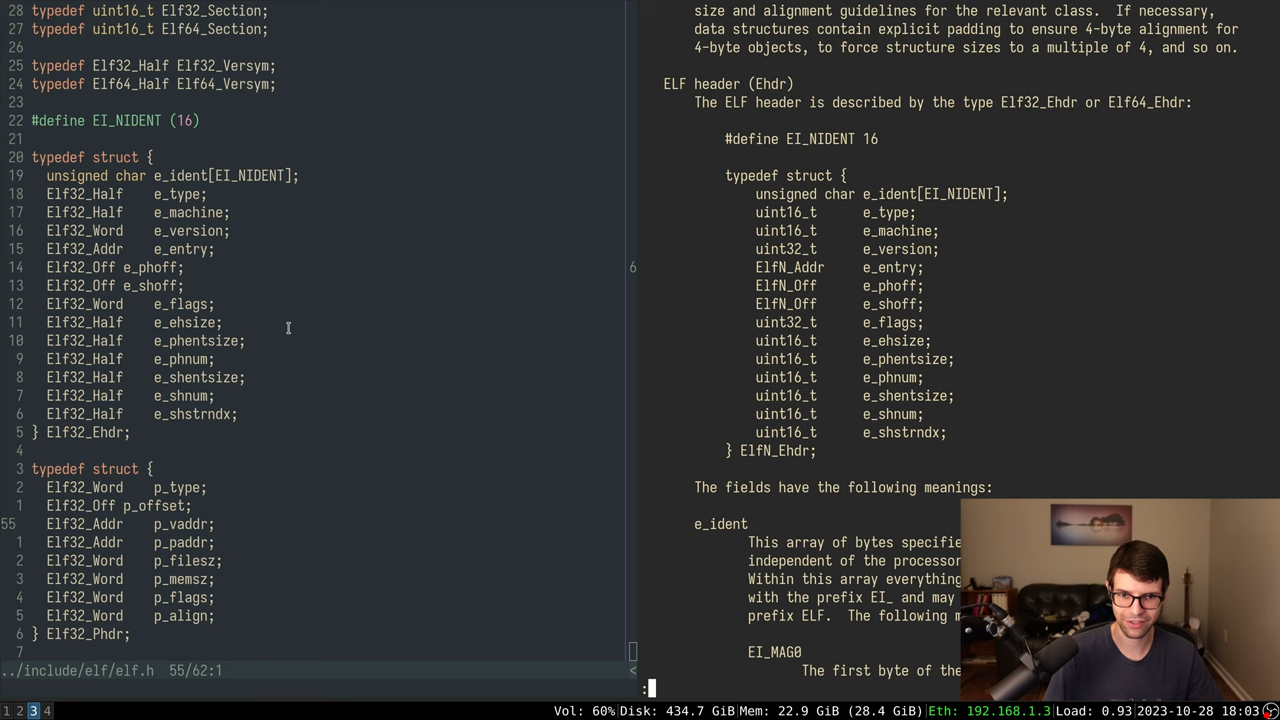 28 typedef uint16_t Elf32_Section;
27 typedef uint16_t Elf64_Section;
26
25 typedef Elf32_Half Elf32_Versym;
24 typedef Elf64_Half Elf64_Versym;
23
22 #define EI_NIDENT (16)
21
20 typedef struct {
19 unsigned char e_ident[EI_NIDENT];
18 Elf32_Half e_type;
17 Elf32_Half e_machine;
16 Elf32_Word e_version;
15 Elf32_Addr e_entry;
14 Elf32_Off e_phoff;
13 Elf32_Off e_shoff;
12 Elf32_Word e_flags;
11 Elf32_Half e_ehsize;
10 Elf32_Half e_phentsize;
9 Elf32_Half e_phnum;
8 Elf32_Half e_shentsize;
7 Elf32_Half e_shnum;
6 Elf32_Half e_shstrndx;
5 } Elf32_Ehdr;
4
3 typedef struct {
2 Elf32_Word p_type;
1 Elf32_Off p_offset;
55 Elf32_Addr p_vaddr;
1 Elf32_Addr p_paddr;
2 Elf32_Word p_filesz;
3 Elf32_Word p_memsz;
4 Elf32_Word p_flags;
5 Elf32_Word p_align;
6 } Elf32_Phdr;
7
../include/elf/elf.h 55/62:1
6
<
size and alignment guidelines for the relevant class. If necessary,
data structures contain explicit padding to ensure 4-byte alignment for
4-byte objects, to force structure sizes to a multiple of 4, and so on.
ELF header (Ehdr)
The ELF header is described by the type Elf32_Ehdr or Elf64_Ehdr:
#define EI_NIDENT 16
typedef struct {
unsigned char e_ident[EI_NIDENT];
uint16_t e_type;
uint16_t e_machine;
uint32_t e_version;
ElfN_Addr e_entry;
ElfN_Off e_phoff;
ElfN_Off e_shoff;
uint32_t e_flags;
uint16_t e_ehsize;
uint16_t e_phentsize;
uint16_t e_phnum;
uint16_t e_shentsize;
uint16_t e_shnum;
uint16_t e_shstrndx;
} ElfN_Ehdr;
The fields have the following meanings:
e_ident
This array of bytes specifie
independent of the processor
Within this array everything
with the prefix EI_ and may
prefix ELF. The following m
EI_MAG0
The first byte of the
:
1 2 3 4
Vol: 60%|Disk: 434.7 GiB|Mem: 22.9 GiB (28.4 GiB)|Eth: 192.168.1.3|Load: 0.93|2023-10-28 18:03